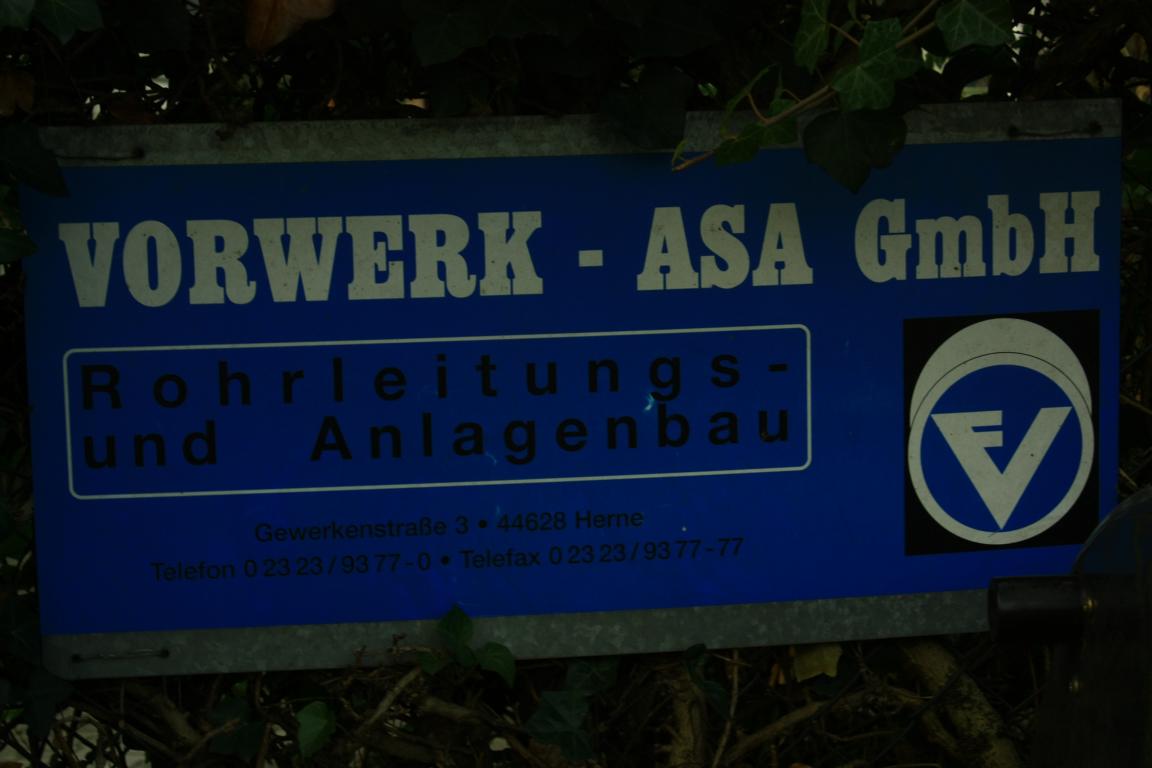 VORWERK - ASA GmbH
Rohrleitungs-
und Anlagenbau
Gewerkenstraße 3 • 44628 Herne
Telefon 0 23 23 / 93 77 - 0 • Telefax 0 23 23 / 93 77 - 77
FV